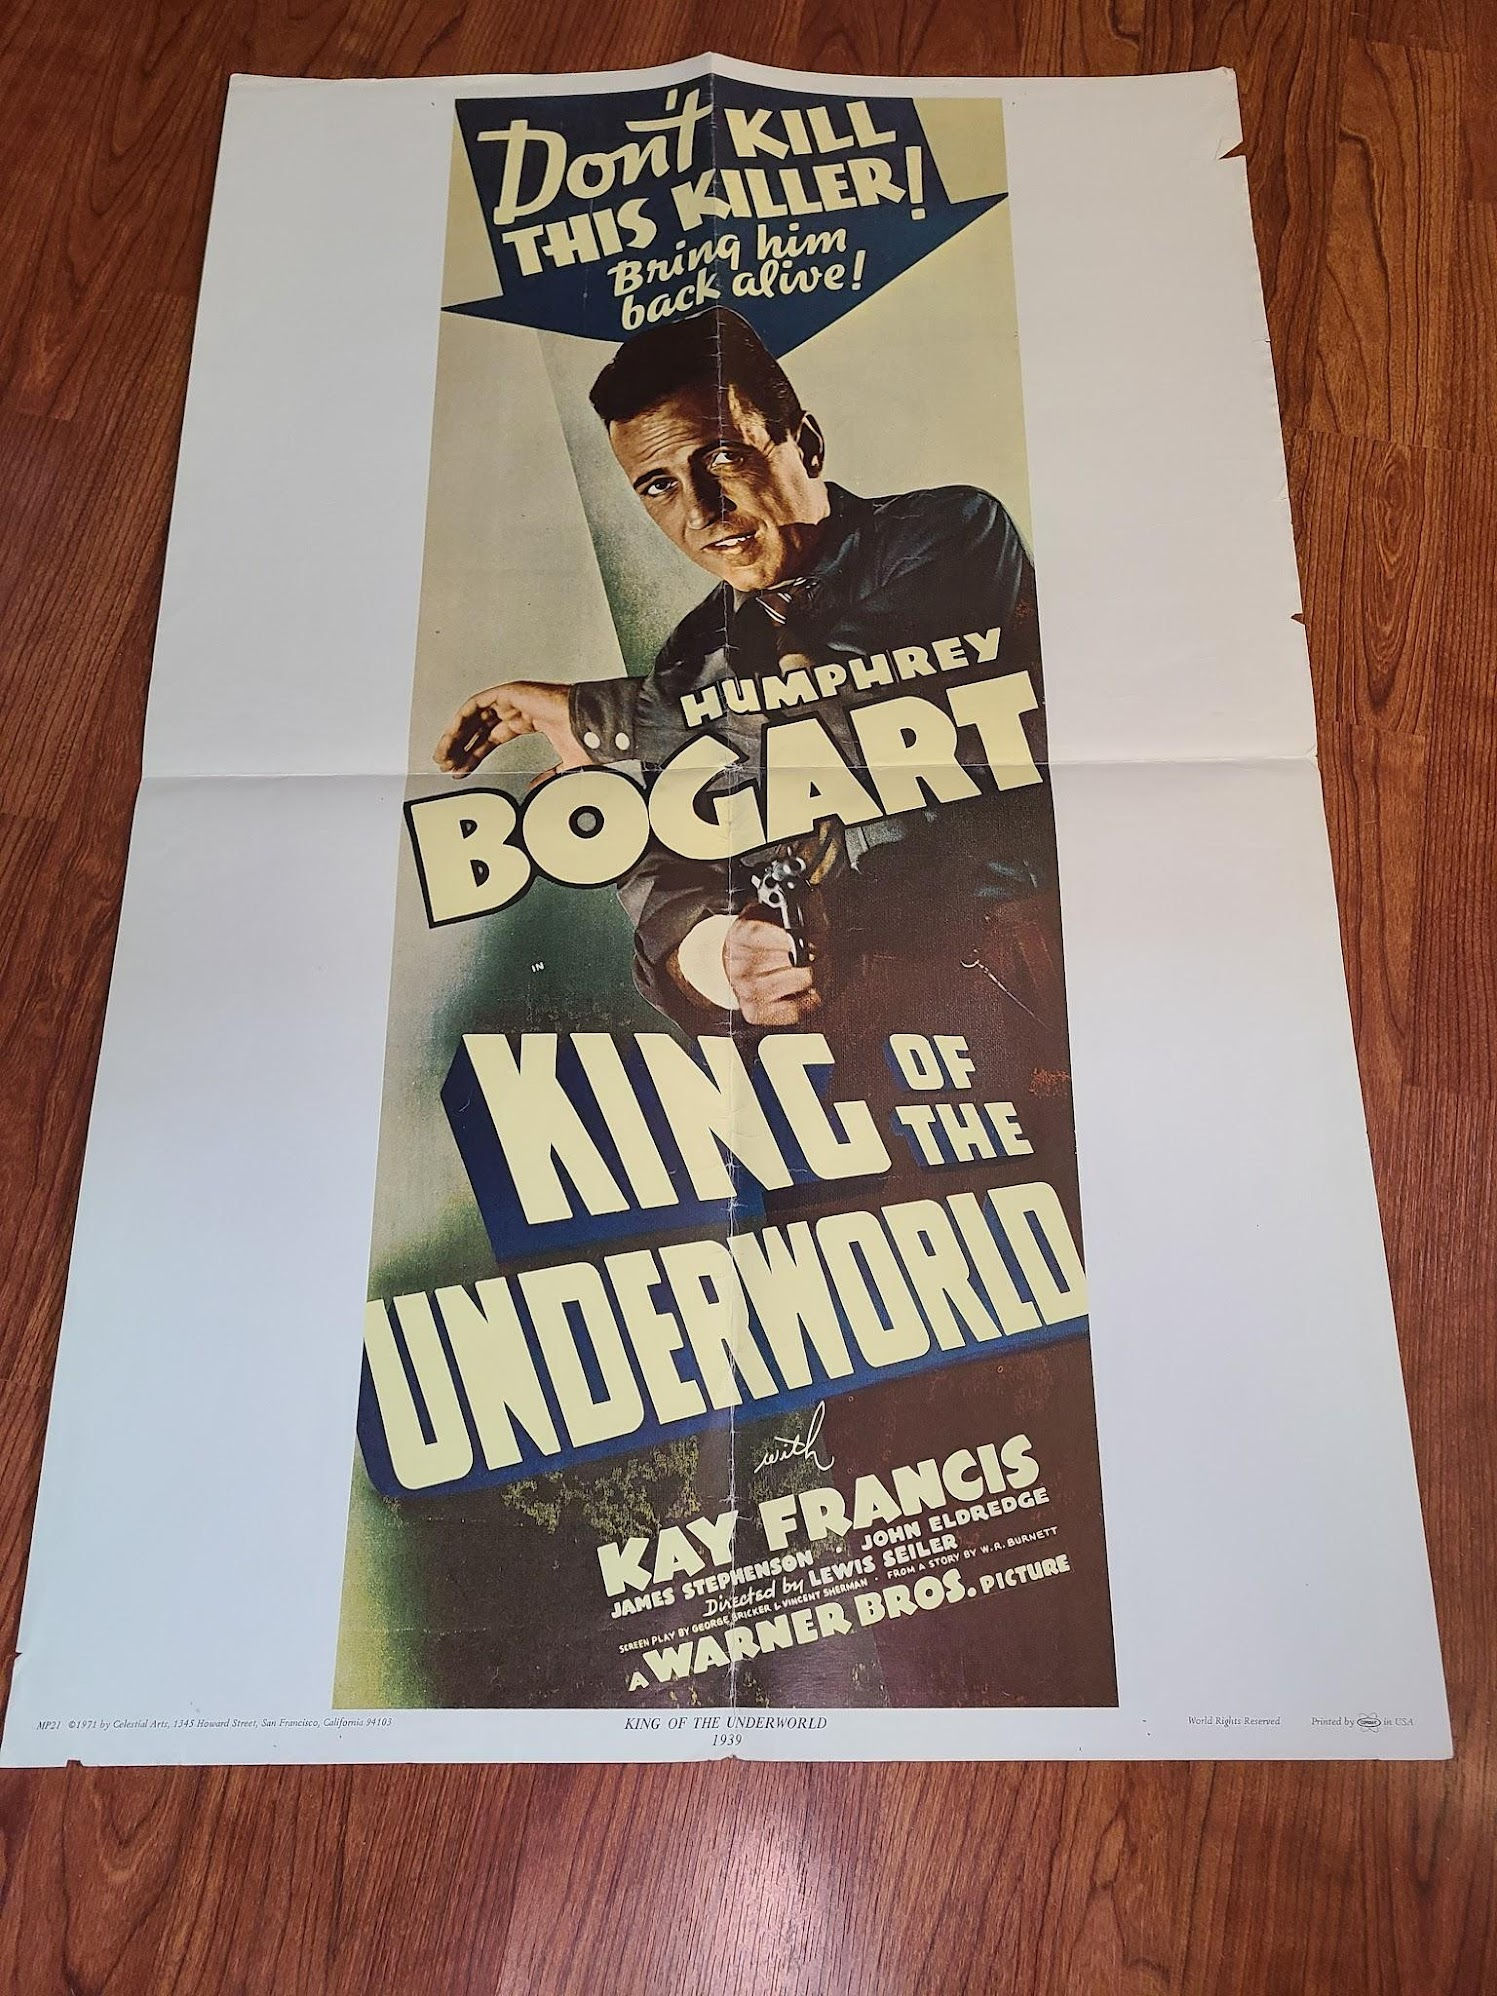 Don't KILL
THIS KILLER!
Bring him
back alive!
HUMPHREY
BOGART
IN
KING OF THE
UNDERWORLD
with
KAY FRANCIS
JAMES STEPHENSON · JOHN ELDREDGE
Directed by LEWIS SEILER
SCREEN PLAY BY GEORGE BRICKER & VINCENT SHERMAN · FROM A STORY BY W.R. BURNETT
A WARNER BROS. PICTURE
MP21 ©1971 by Celestial Arts, 1345 Howard Street, San Francisco, California 94103
KING OF THE UNDERWORLD
1939
World Rights Reserved
Printed by in USA